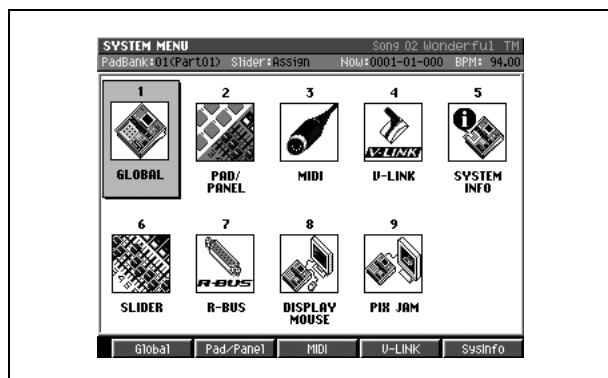 SYSTEM MENU Song 02 Wonderful TM
PadBank:01(Part01) Slider:Assign Now:0001-01-000 BPM: 94.00
1 2 3 4 5
V-LINK
GLOBAL PAD/ MIDI V-LINK SYSTEM
PANEL INFO
6 7 8 9
R-BUS
SLIDER R-BUS DISPLAY PIX JAM
MOUSE
Global Pad/Panel MIDI V-LINK SysInfo